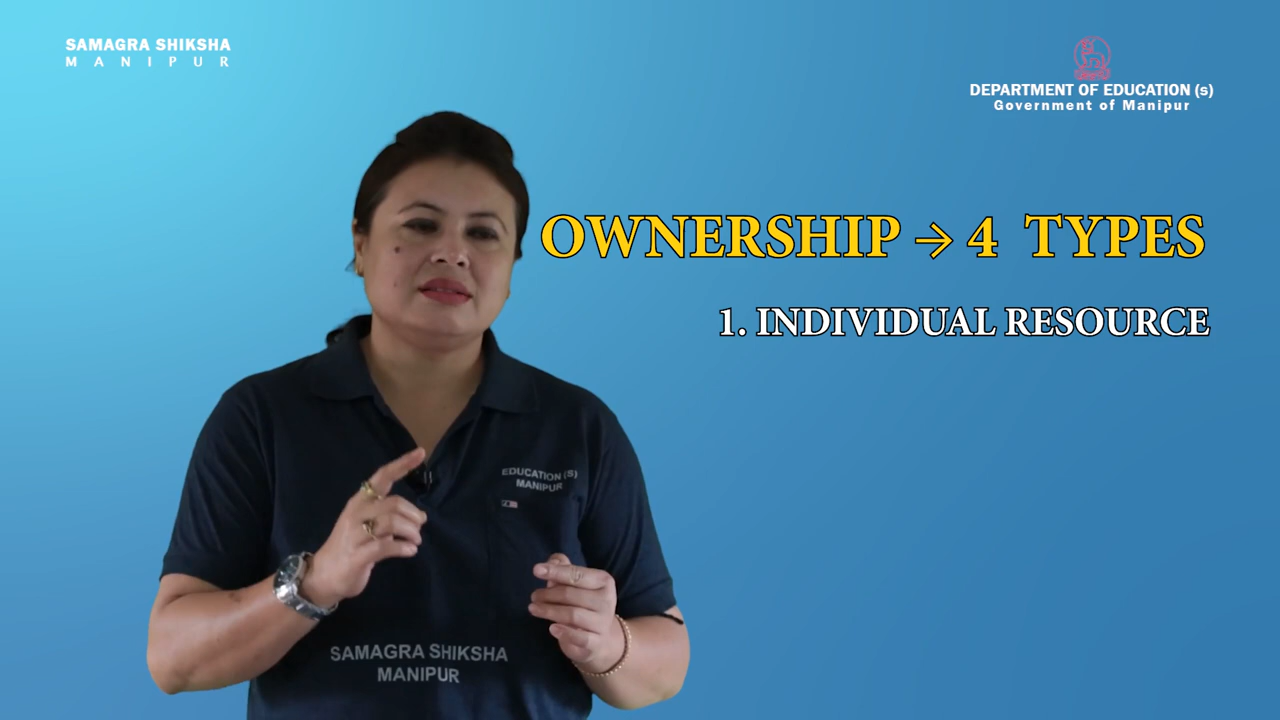 SAMAGRA SHIKSHA
MANIPUR
DEPARTMENT OF EDUCATION (s)
Government of Manipur
OWNERSHIP → 4 TYPES
1. INDIVIDUAL RESOURCE
EDUCATION (S)
MANIPUR
SAMAGRA SHIKSHA
MANIPUR